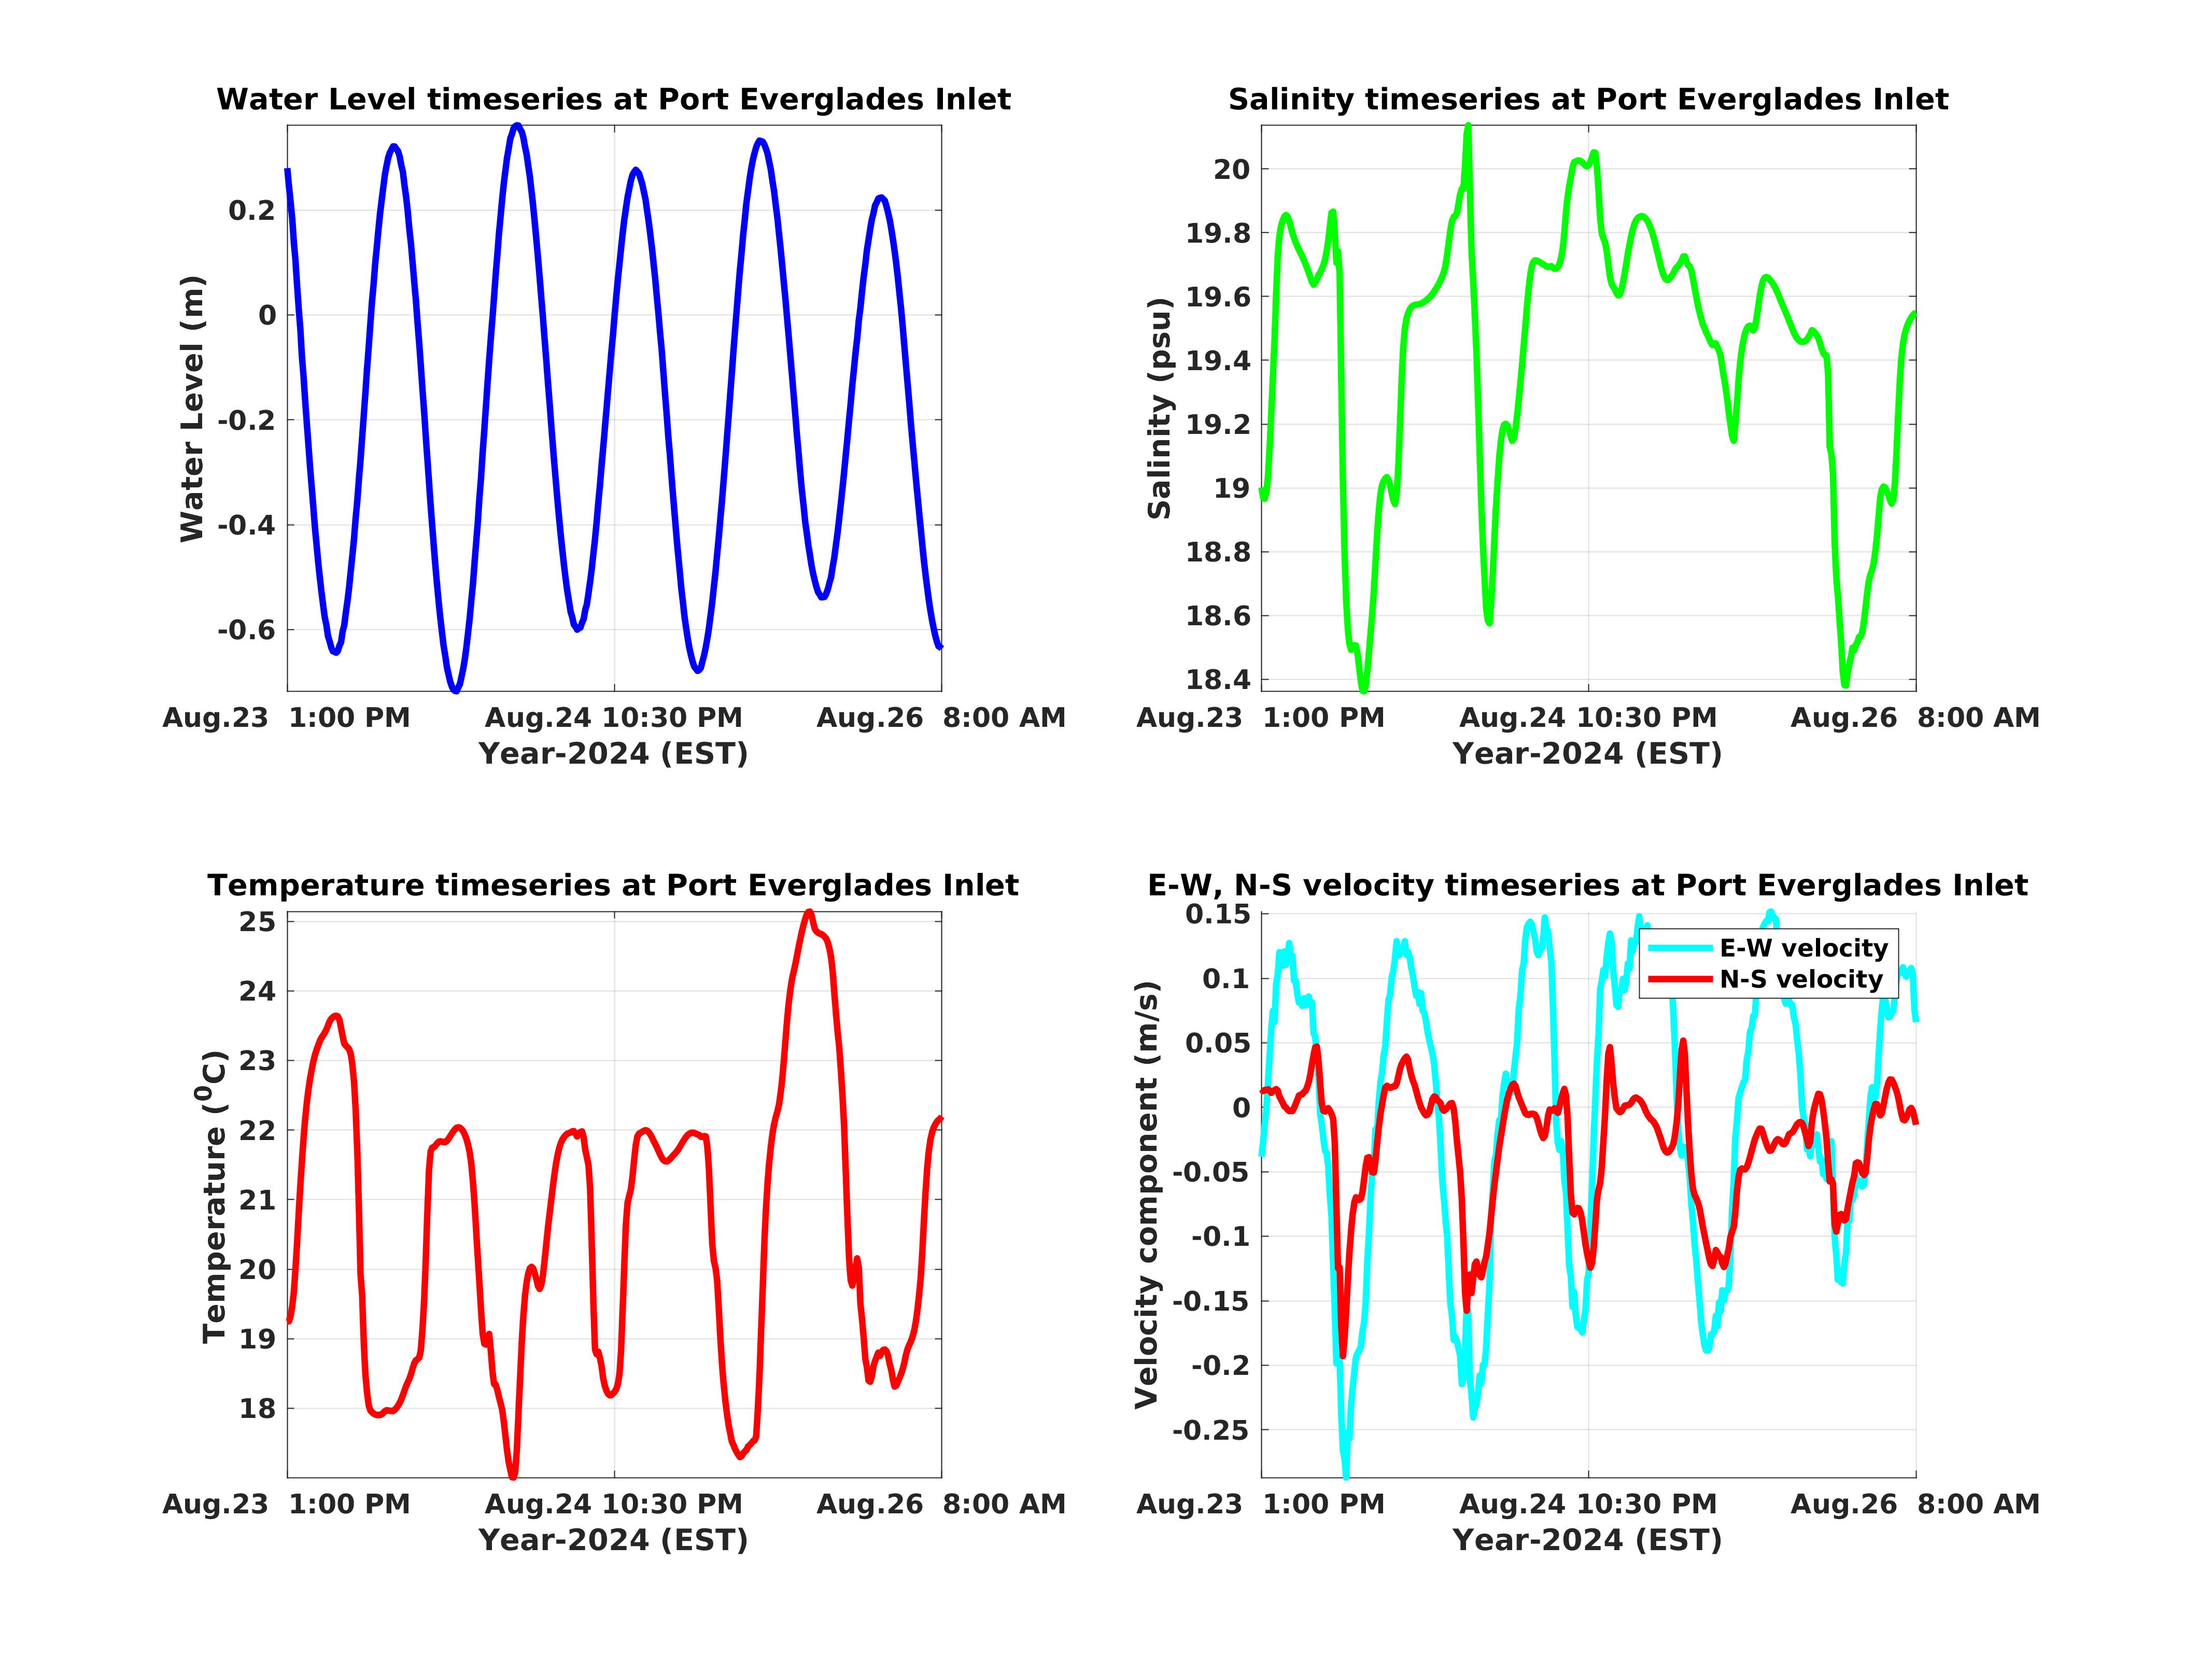 Water Level timeseries at Port Everglades Inlet
Water Level (m)
0.2
0
-0.2
-0.4
-0.6
Aug.23 1:00 PM Aug.24 10:30 PM Aug.26 8:00 AM
Year-2024 (EST)
Salinity timeseries at Port Everglades Inlet
Salinity (psu)
20
19.8
19.6
19.4
19.2
19
18.8
18.6
18.4
Aug.23 1:00 PM Aug.24 10:30 PM Aug.26 8:00 AM
Year-2024 (EST)
Temperature timeseries at Port Everglades Inlet
Temperature (⁰C)
25
24
23
22
21
20
19
18
Aug.23 1:00 PM Aug.24 10:30 PM Aug.26 8:00 AM
Year-2024 (EST)
E-W, N-S velocity timeseries at Port Everglades Inlet
Velocity component (m/s)
0.15
0.1
0.05
0
-0.05
-0.1
-0.15
-0.2
-0.25
E-W velocity
N-S velocity
Aug.23 1:00 PM Aug.24 10:30 PM Aug.26 8:00 AM
Year-2024 (EST)